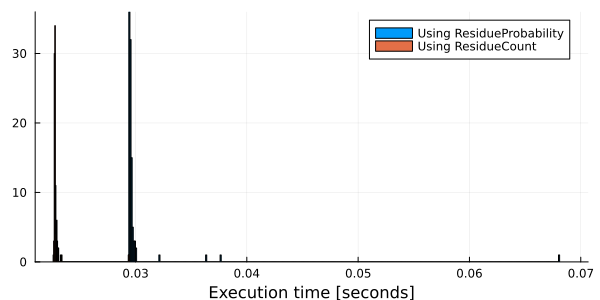 Using ResidueProbability
Using ResidueCount
30
20
10
0
0.03 0.04 0.05 0.06 0.07
Execution time [seconds]